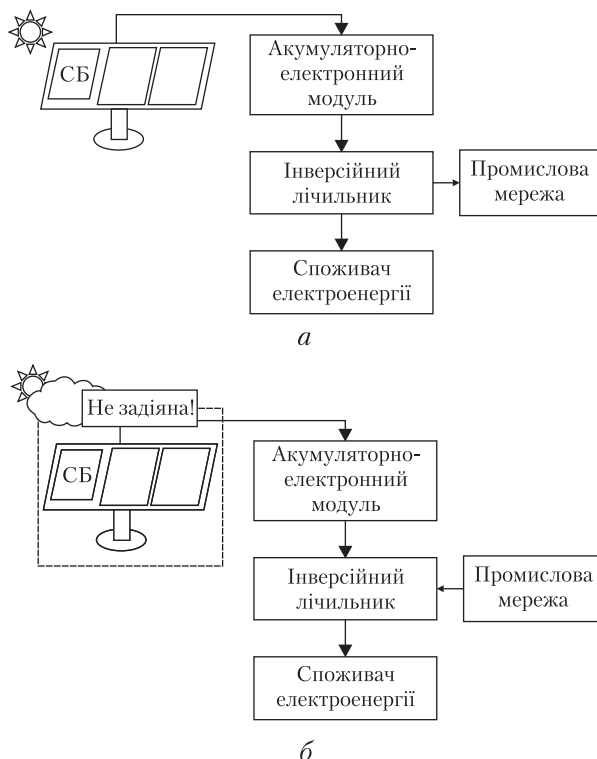 СБ
Акумуляторно-
електронний
модуль
Інверсійний
лічильник
Промислова
мережа
Споживач
електроенергії
а
Не задіяна!
СБ
Акумуляторно-
електронний
модуль
Інверсійний
лічильник
Промислова
мережа
Споживач
електроенергії
б